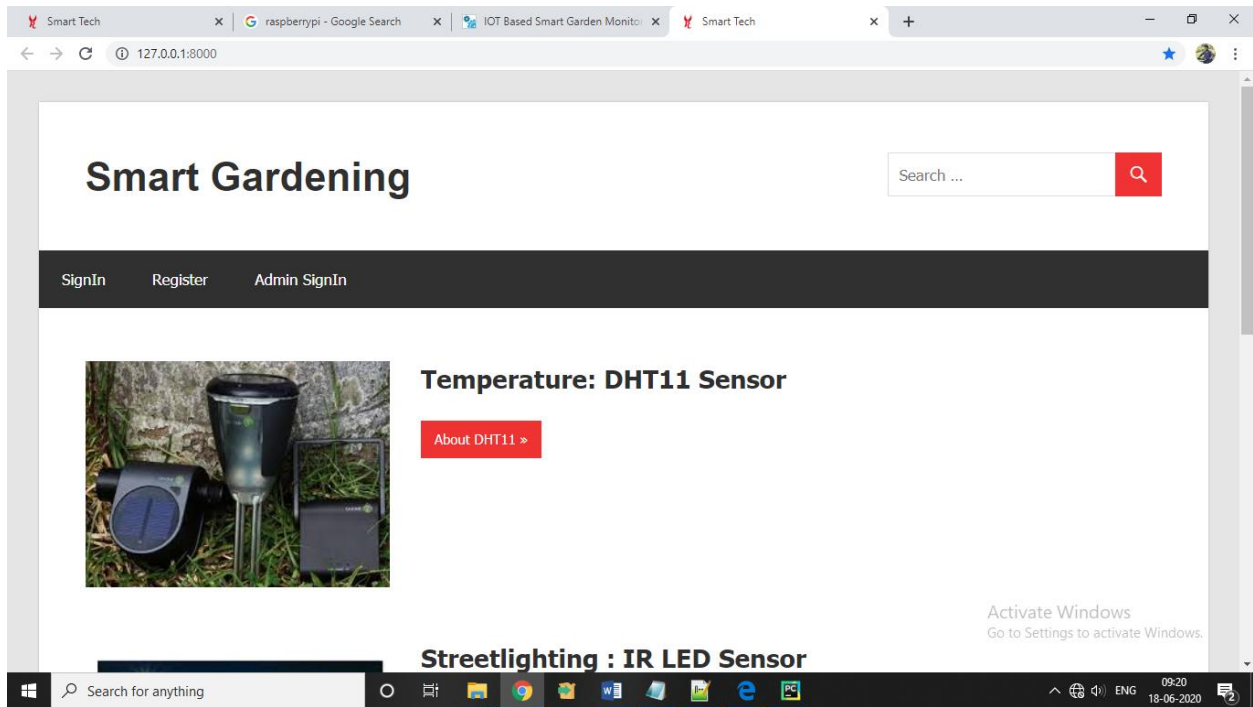 Smart Tech
raspberrypi - Google Search
IOT Based Smart Garden Monito
Smart Tech
127.0.0.1:8000
Smart Gardening
Search ...
SignIn Register Admin SignIn
Temperature: DHT11 Sensor
About DHT11 »
Activate Windows
Go to Settings to activate Windows.
Streetlighting : IR LED Sensor
Search for anything
ENG
09:20
18-06-2020
2